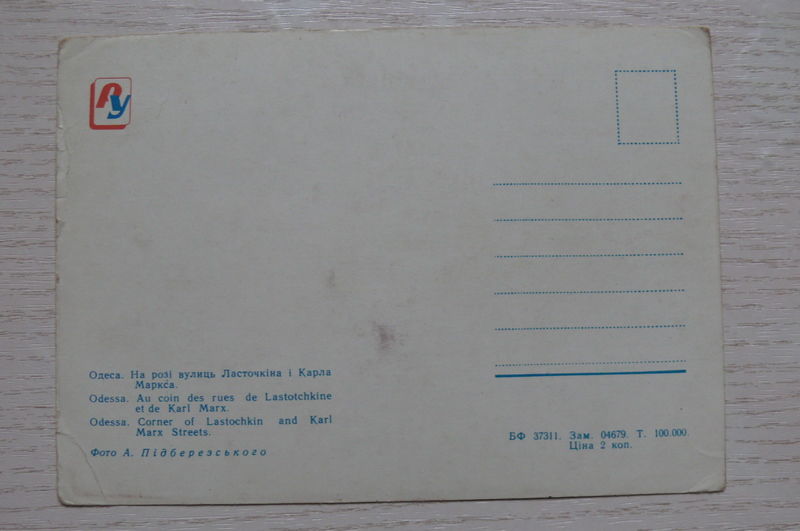 РУ
Одеса. На розі вулиць Ласточкіна і Карла
Маркса.
Odessa. Au coin des rues de Lastotchkine
et de Karl Marx.
Odessa. Corner of Lastochkin and Karl
Marx Streets.
Фото А. Підберезського
БФ 37311. Зам. 04679. Т. 100.000.
Ціна 2 коп.